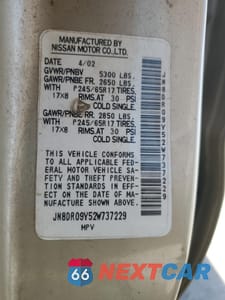 MANUFACTURED BY
NISSAN MOTOR CO.,LTD.
DATE 4/02
GVWR/PNBV 5300 LBS.
GAWR/PNBE FR. 2650 LBS.
WITH P245/65R17 TIRES,
17X8 RIMS.AT 30 PSI
COLD SINGLE.
GAWR/PNBE RR. 2850 LBS.
WITH P245/65R17 TIRES,
17X8 RIMS.AT 30 PSI
COLD SINGLE.
THIS VEHICLE CONFORMS
TO ALL APPLICABLE FED-
ERAL MOTOR VEHICLE SA-
FETY AND THEFT PREVEN-
TION STANDARDS IN EFF-
ECT ON THE DATE OF MA-
NUFACTURE SHOWN ABOVE.
JN8DR09Y52W737229
MPV
JN8DR09Y52W737229
66
NEXTCAR66.COM